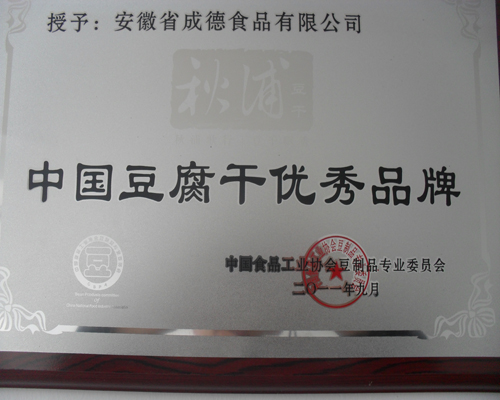 授予：安徽省成德食品有限公司
秋浦
中国豆腐干优秀品牌
中国食品工业协会豆制品专业委员会
二〇一一年九月